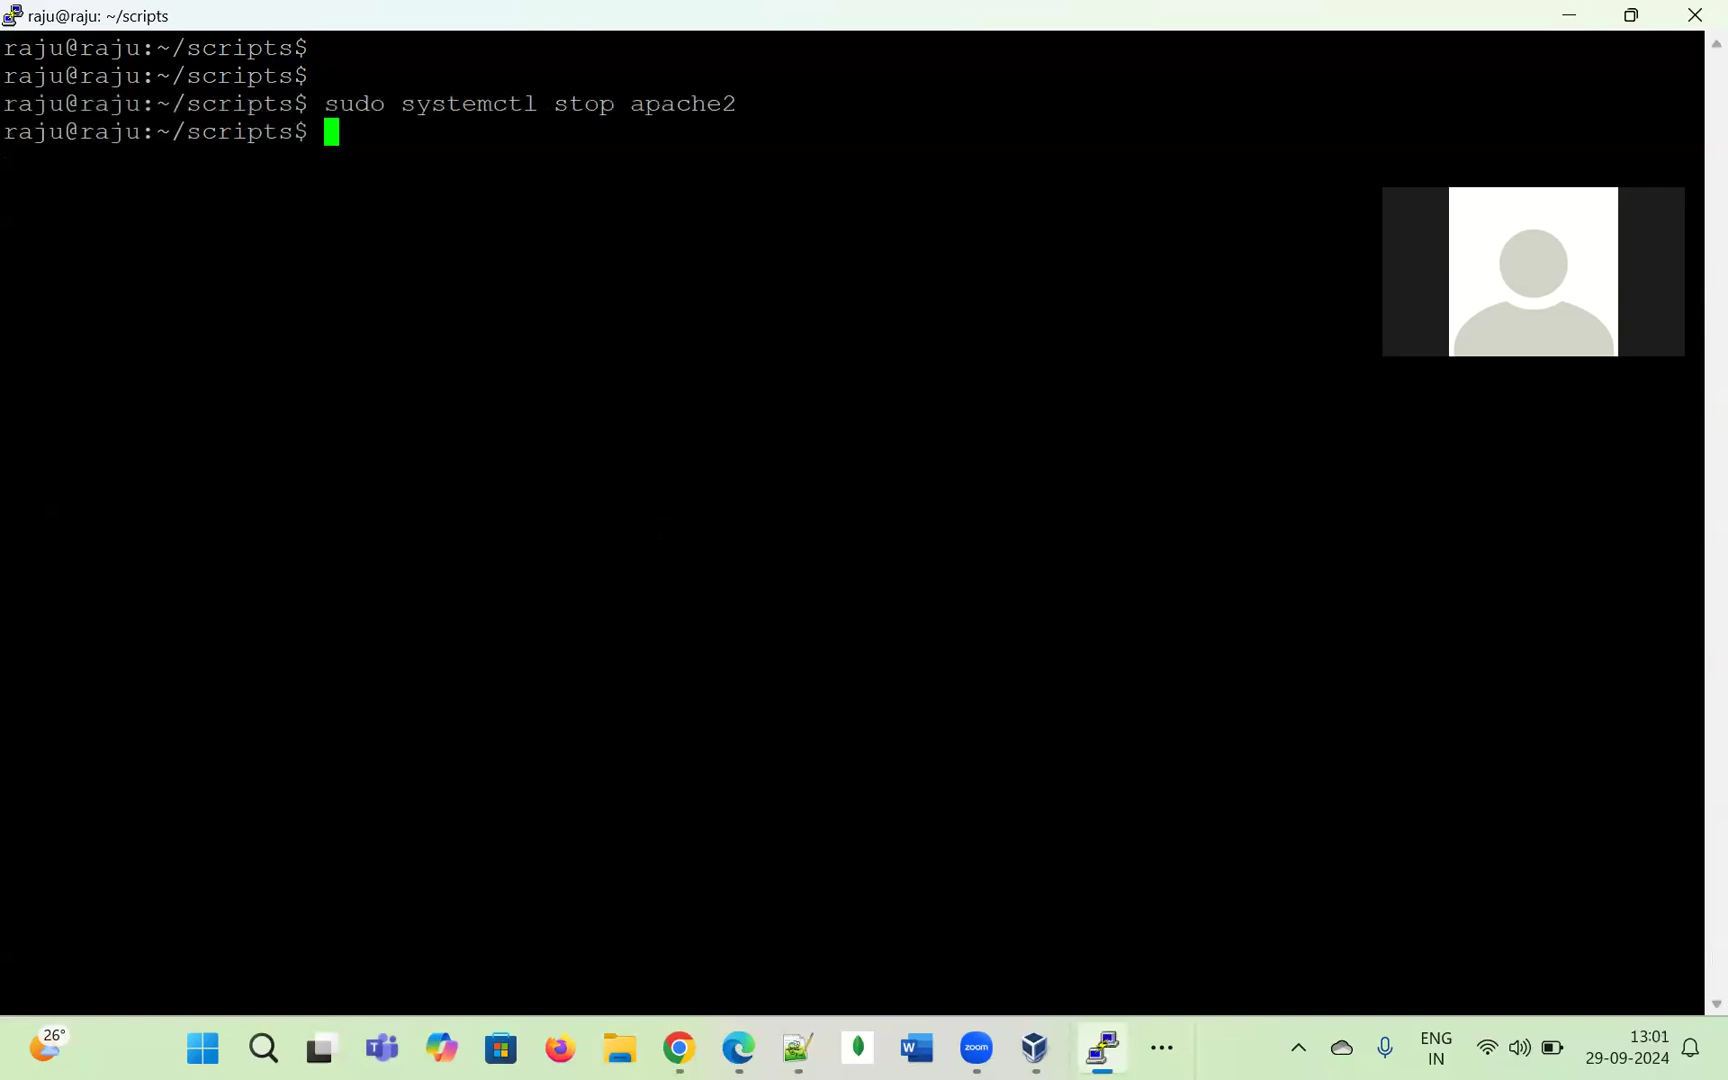 raju@raju: ~/scripts
raju@raju:~/scripts$
raju@raju:~/scripts$
raju@raju:~/scripts$ sudo systemctl stop apache2
raju@raju:~/scripts$
26°
zoom
ENG
IN
13:01
29-09-2024